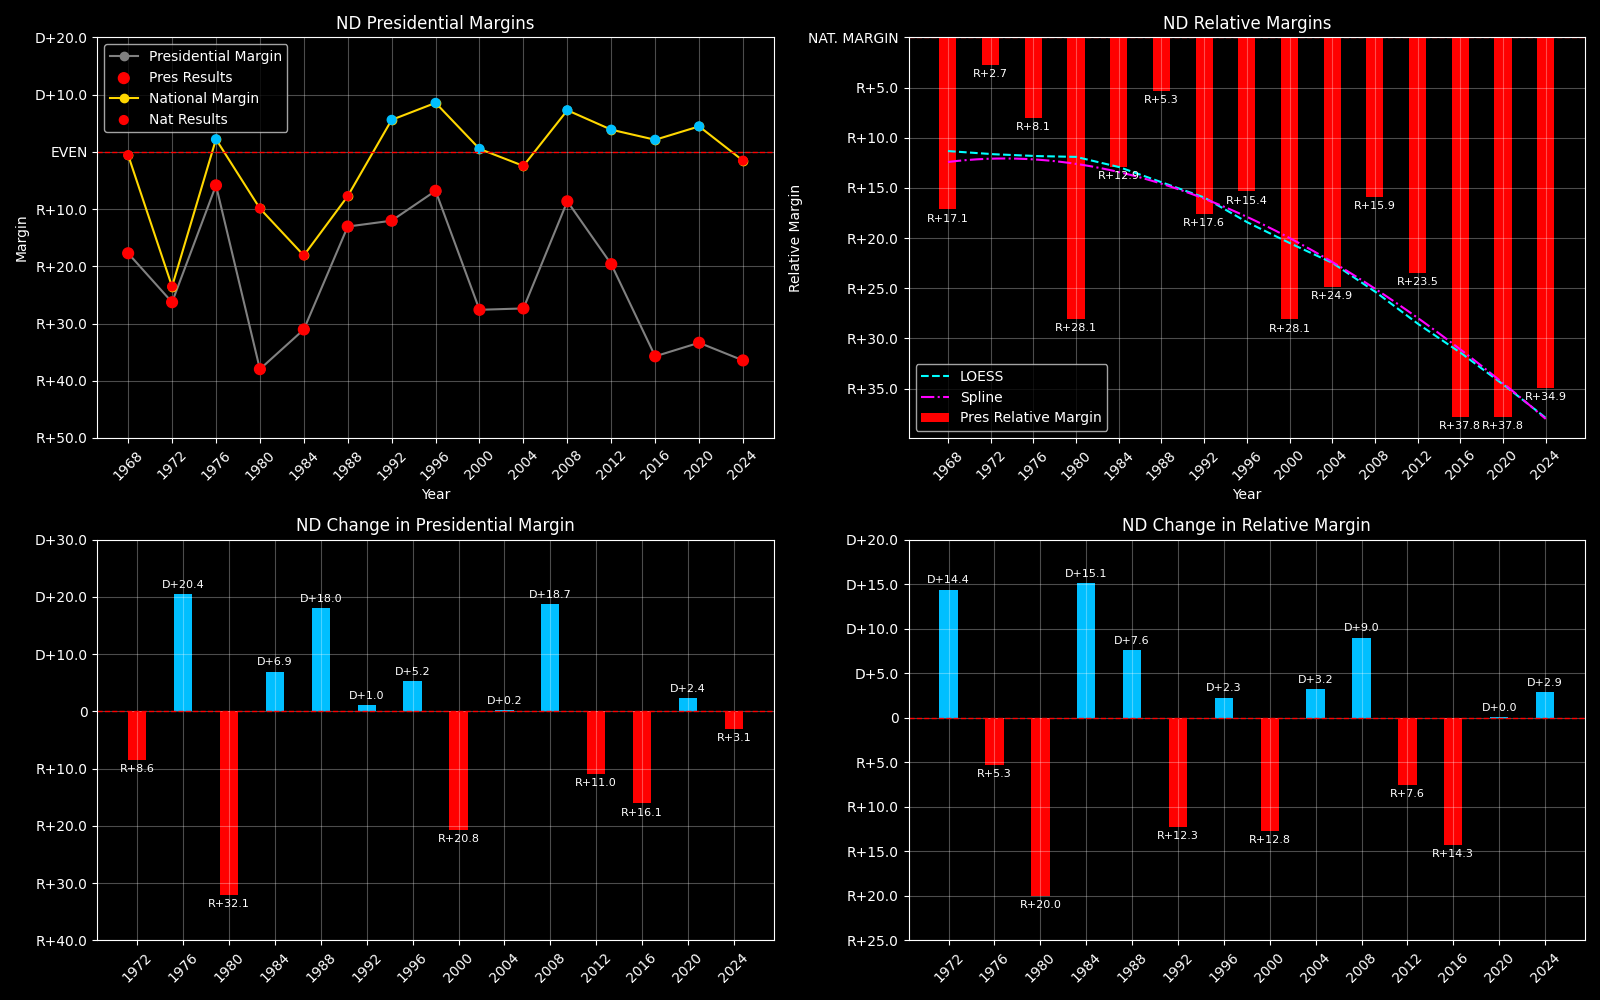 ND Presidential Margins
D+20.0
D+10.0
EVEN
R+10.0
R+20.0
R+30.0
R+40.0
R+50.0
Margin
Presidential Margin
Pres Results
National Margin
Nat Results
1968
1972
1976
1980
1984
1988
1992
1996
2000
2004
2008
2012
2016
2020
2024
Year
ND Relative Margins
NAT. MARGIN
R+5.0
R+10.0
R+15.0
R+20.0
R+25.0
R+30.0
R+35.0
Relative Margin
R+17.1
R+2.7
R+8.1
R+28.1
R+12.9
R+5.3
R+17.6
R+15.4
R+28.1
R+24.9
R+15.9
R+23.5
R+37.8
R+37.8
R+34.9
LOESS
Spline
Pres Relative Margin
1968
1972
1976
1980
1984
1988
1992
1996
2000
2004
2008
2012
2016
2020
2024
Year
ND Change in Presidential Margin
D+30.0
D+20.0
D+10.0
0
R+10.0
R+20.0
R+30.0
R+40.0
R+8.6
D+20.4
R+32.1
D+6.9
D+18.0
D+1.0
D+5.2
R+20.8
D+0.2
D+18.7
R+11.0
R+16.1
D+2.4
R+3.1
1972
1976
1980
1984
1988
1992
1996
2000
2004
2008
2012
2016
2020
2024
ND Change in Relative Margin
D+20.0
D+15.0
D+10.0
D+5.0
0
R+5.0
R+10.0
R+15.0
R+20.0
R+25.0
D+14.4
R+5.3
R+20.0
D+15.1
D+7.6
R+12.3
D+2.3
R+12.8
D+3.2
D+9.0
R+7.6
R+14.3
D+0.0
D+2.9
1972
1976
1980
1984
1988
1992
1996
2000
2004
2008
2012
2016
2020
2024